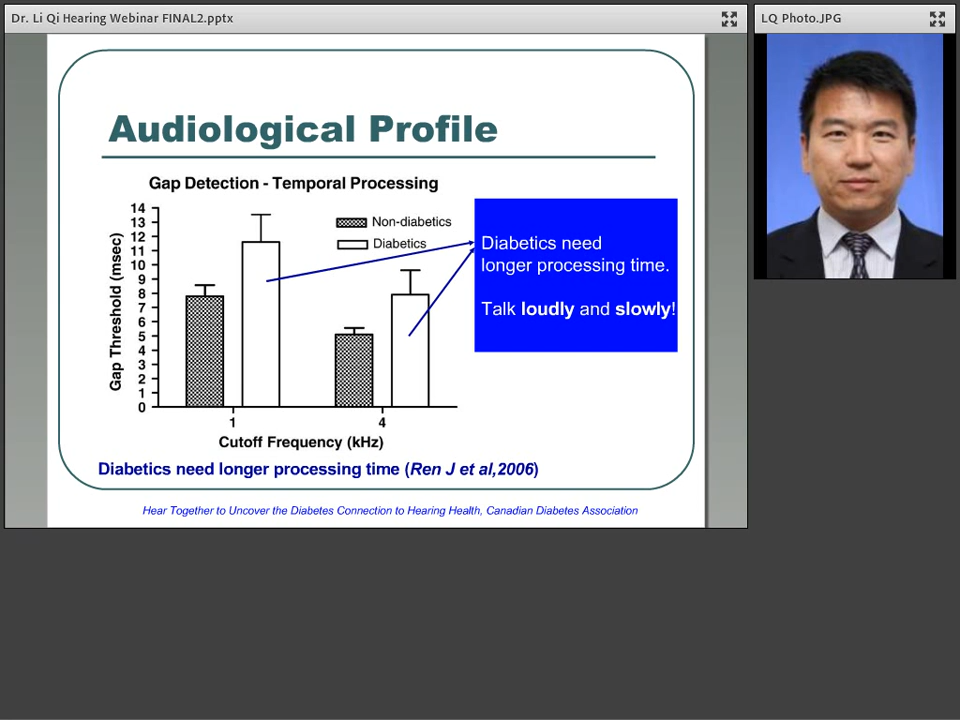 Dr. Li Qi Hearing Webinar FINAL2.pptx
LQ Photo.JPG
Audiological Profile
Gap Detection - Temporal Processing
14
13
12
11
10
9
8
7
6
5
4
3
2
1
0
Gap Threshold (msec)
Non-diabetics
Diabetics
Diabetics need
longer processing time.
Talk loudly and slowly!
1
4
Cutoff Frequency (kHz)
Diabetics need longer processing time (Ren J et al,2006)
Hear Together to Uncover the Diabetes Connection to Hearing Health, Canadian Diabetes Association